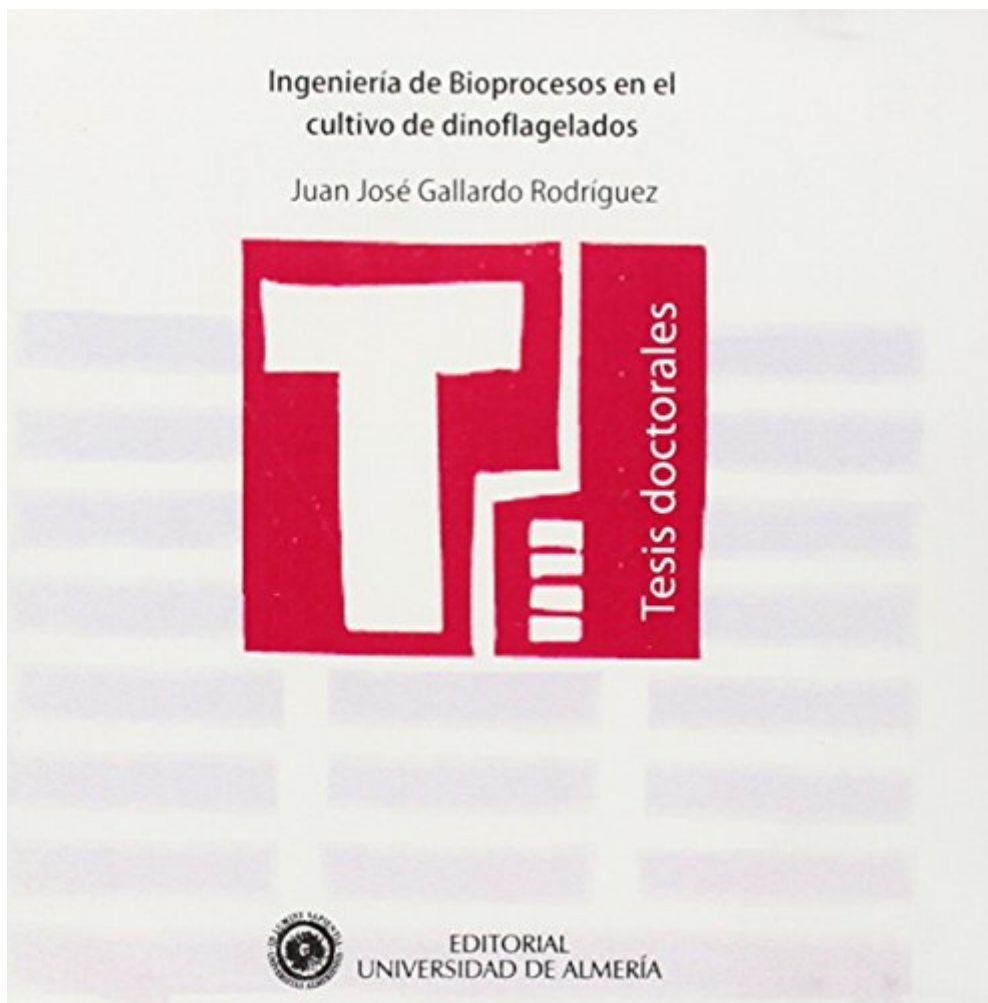 Ingeniería de Bioprocesos en el
cultivo de dinoflagelados
Juan José Gallardo Rodríguez
T
Tesis doctorales
EDITORIAL
UNIVERSIDAD DE ALMERÍA